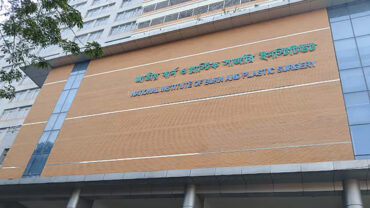 জাতীয় বার্ন ও প্লাস্টিক সার্জারি ইনস্টিটিউট
NATIONAL INSTITUTE OF BURN AND PLASTIC SURGERY